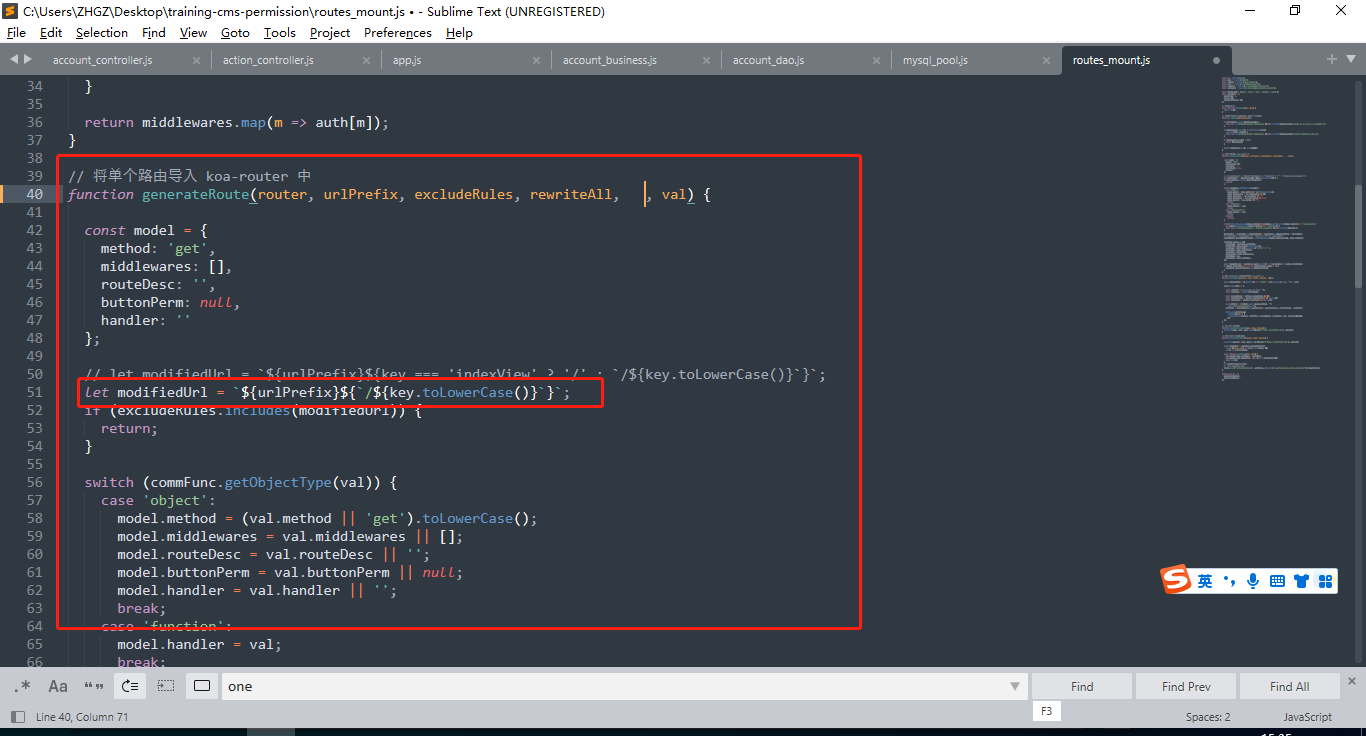 C:\Users\ZHGZ\Desktop\training-cms-permission\routes_mount.js • - Sublime Text (UNREGISTERED)
File Edit Selection Find View Goto Tools Project Preferences Help
account_controller.js action_controller.js app.js account_business.js account_dao.js mysql_pool.js routes_mount.js
34 }
35
36 return middlewares.map(m => auth[m]);
37 }
38
39 // 将单个路由导入 koa-router 中
40 function generateRoute(router, urlPrefix, excludeRules, rewriteAll, , val) {
41
42 const model = {
43 method: 'get',
44 middlewares: [],
45 routeDesc: '',
46 buttonPerm: null,
47 handler: ''
48 };
49
50 // let modifiedUrl = `${urlPrefix}${key === 'indexView' ? '/' : `/${key.toLowerCase()}`}`;
51 let modifiedUrl = `${urlPrefix}${`/${key.toLowerCase()}`}`;
52 if (excludeRules.includes(modifiedUrl)) {
53 return;
54 }
55
56 switch (commFunc.getObjectType(val)) {
57 case 'object':
58 model.method = (val.method || 'get').toLowerCase();
59 model.middlewares = val.middlewares || [];
60 model.routeDesc = val.routeDesc || '';
61 model.buttonPerm = val.buttonPerm || null;
62 model.handler = val.handler || '';
63 break;
64 case 'function':
65 model.handler = val;
66 break;
英
.* Aa “” one Find Find Prev Find All
F3
Line 40, Column 71 Spaces: 2 JavaScript